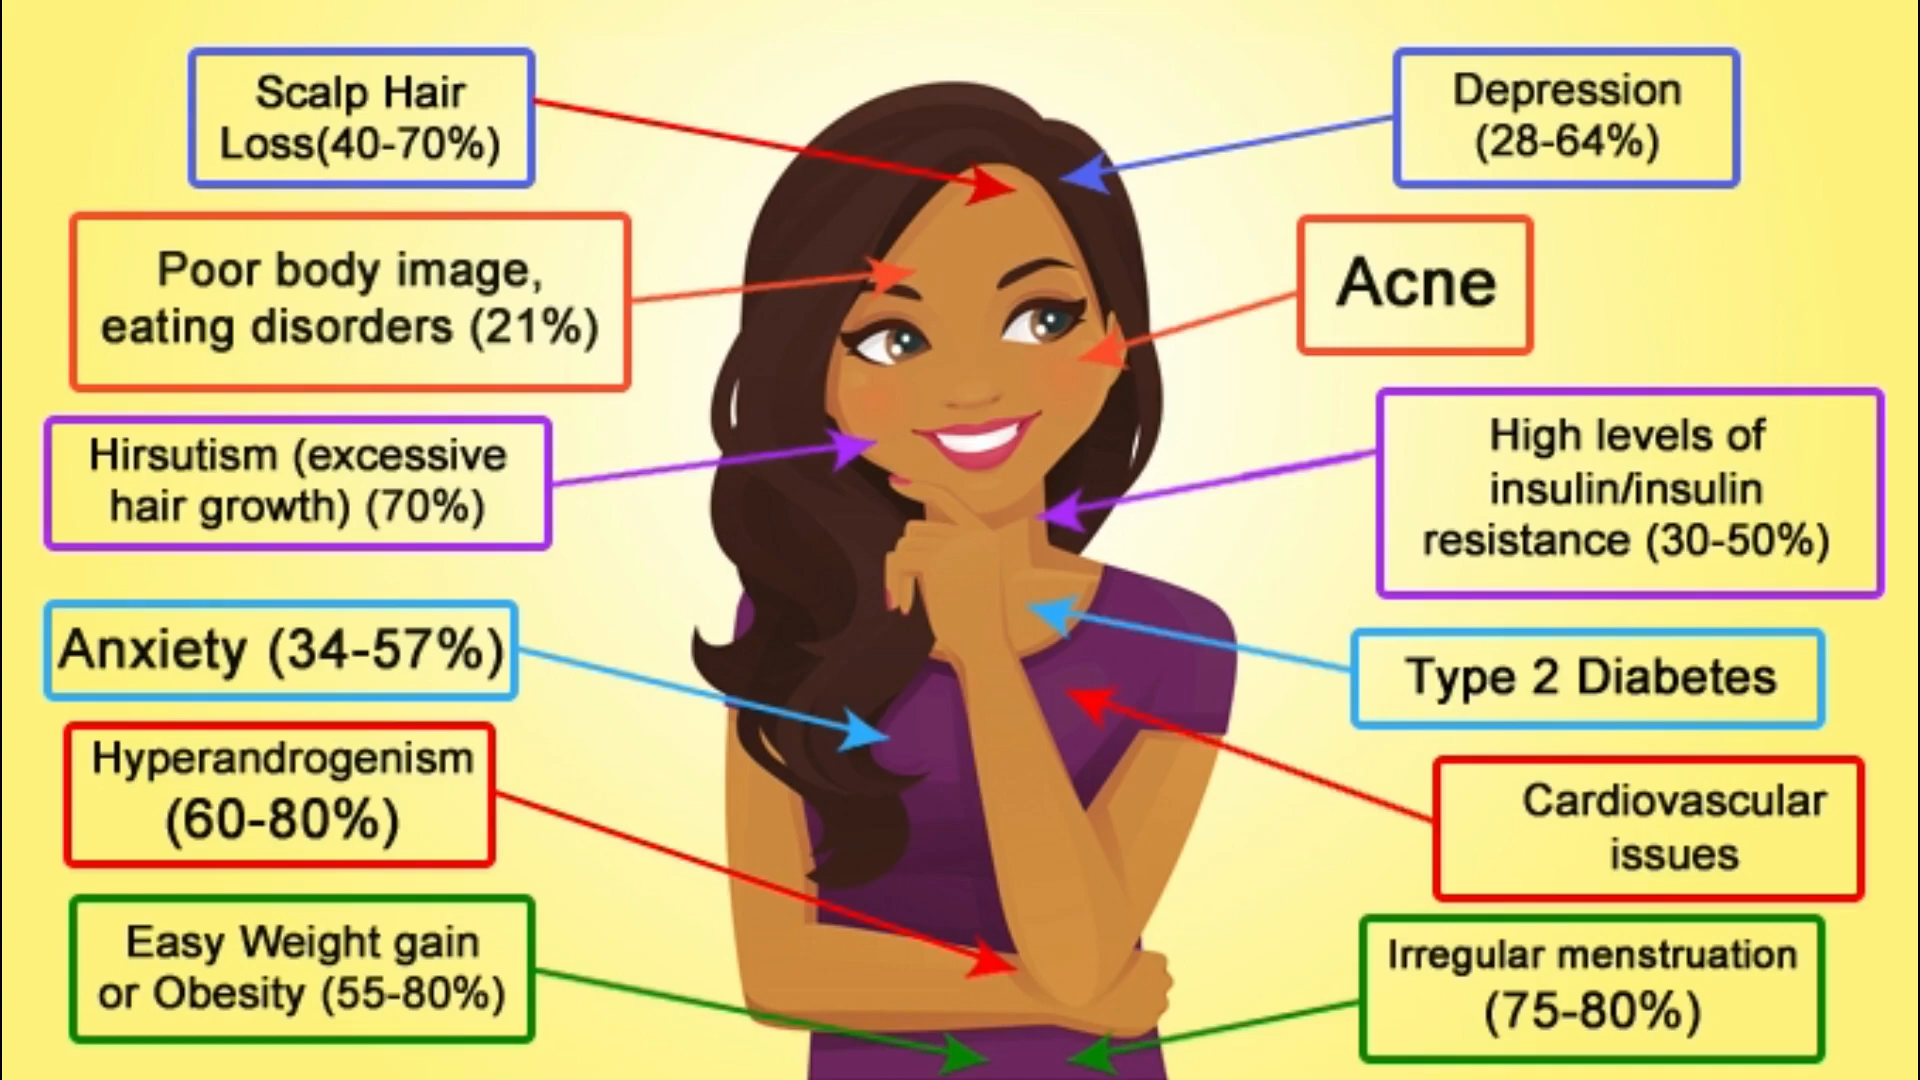 Scalp Hair
Loss(40-70%)
Poor body image,
eating disorders (21%)
Hirsutism (excessive
hair growth) (70%)
Anxiety (34-57%)
Hyperandrogenism
(60-80%)
Easy Weight gain
or Obesity (55-80%)
Depression
(28-64%)
Acne
High levels of
insulin/insulin
resistance (30-50%)
Type 2 Diabetes
Cardiovascular
issues
Irregular menstruation
(75-80%)